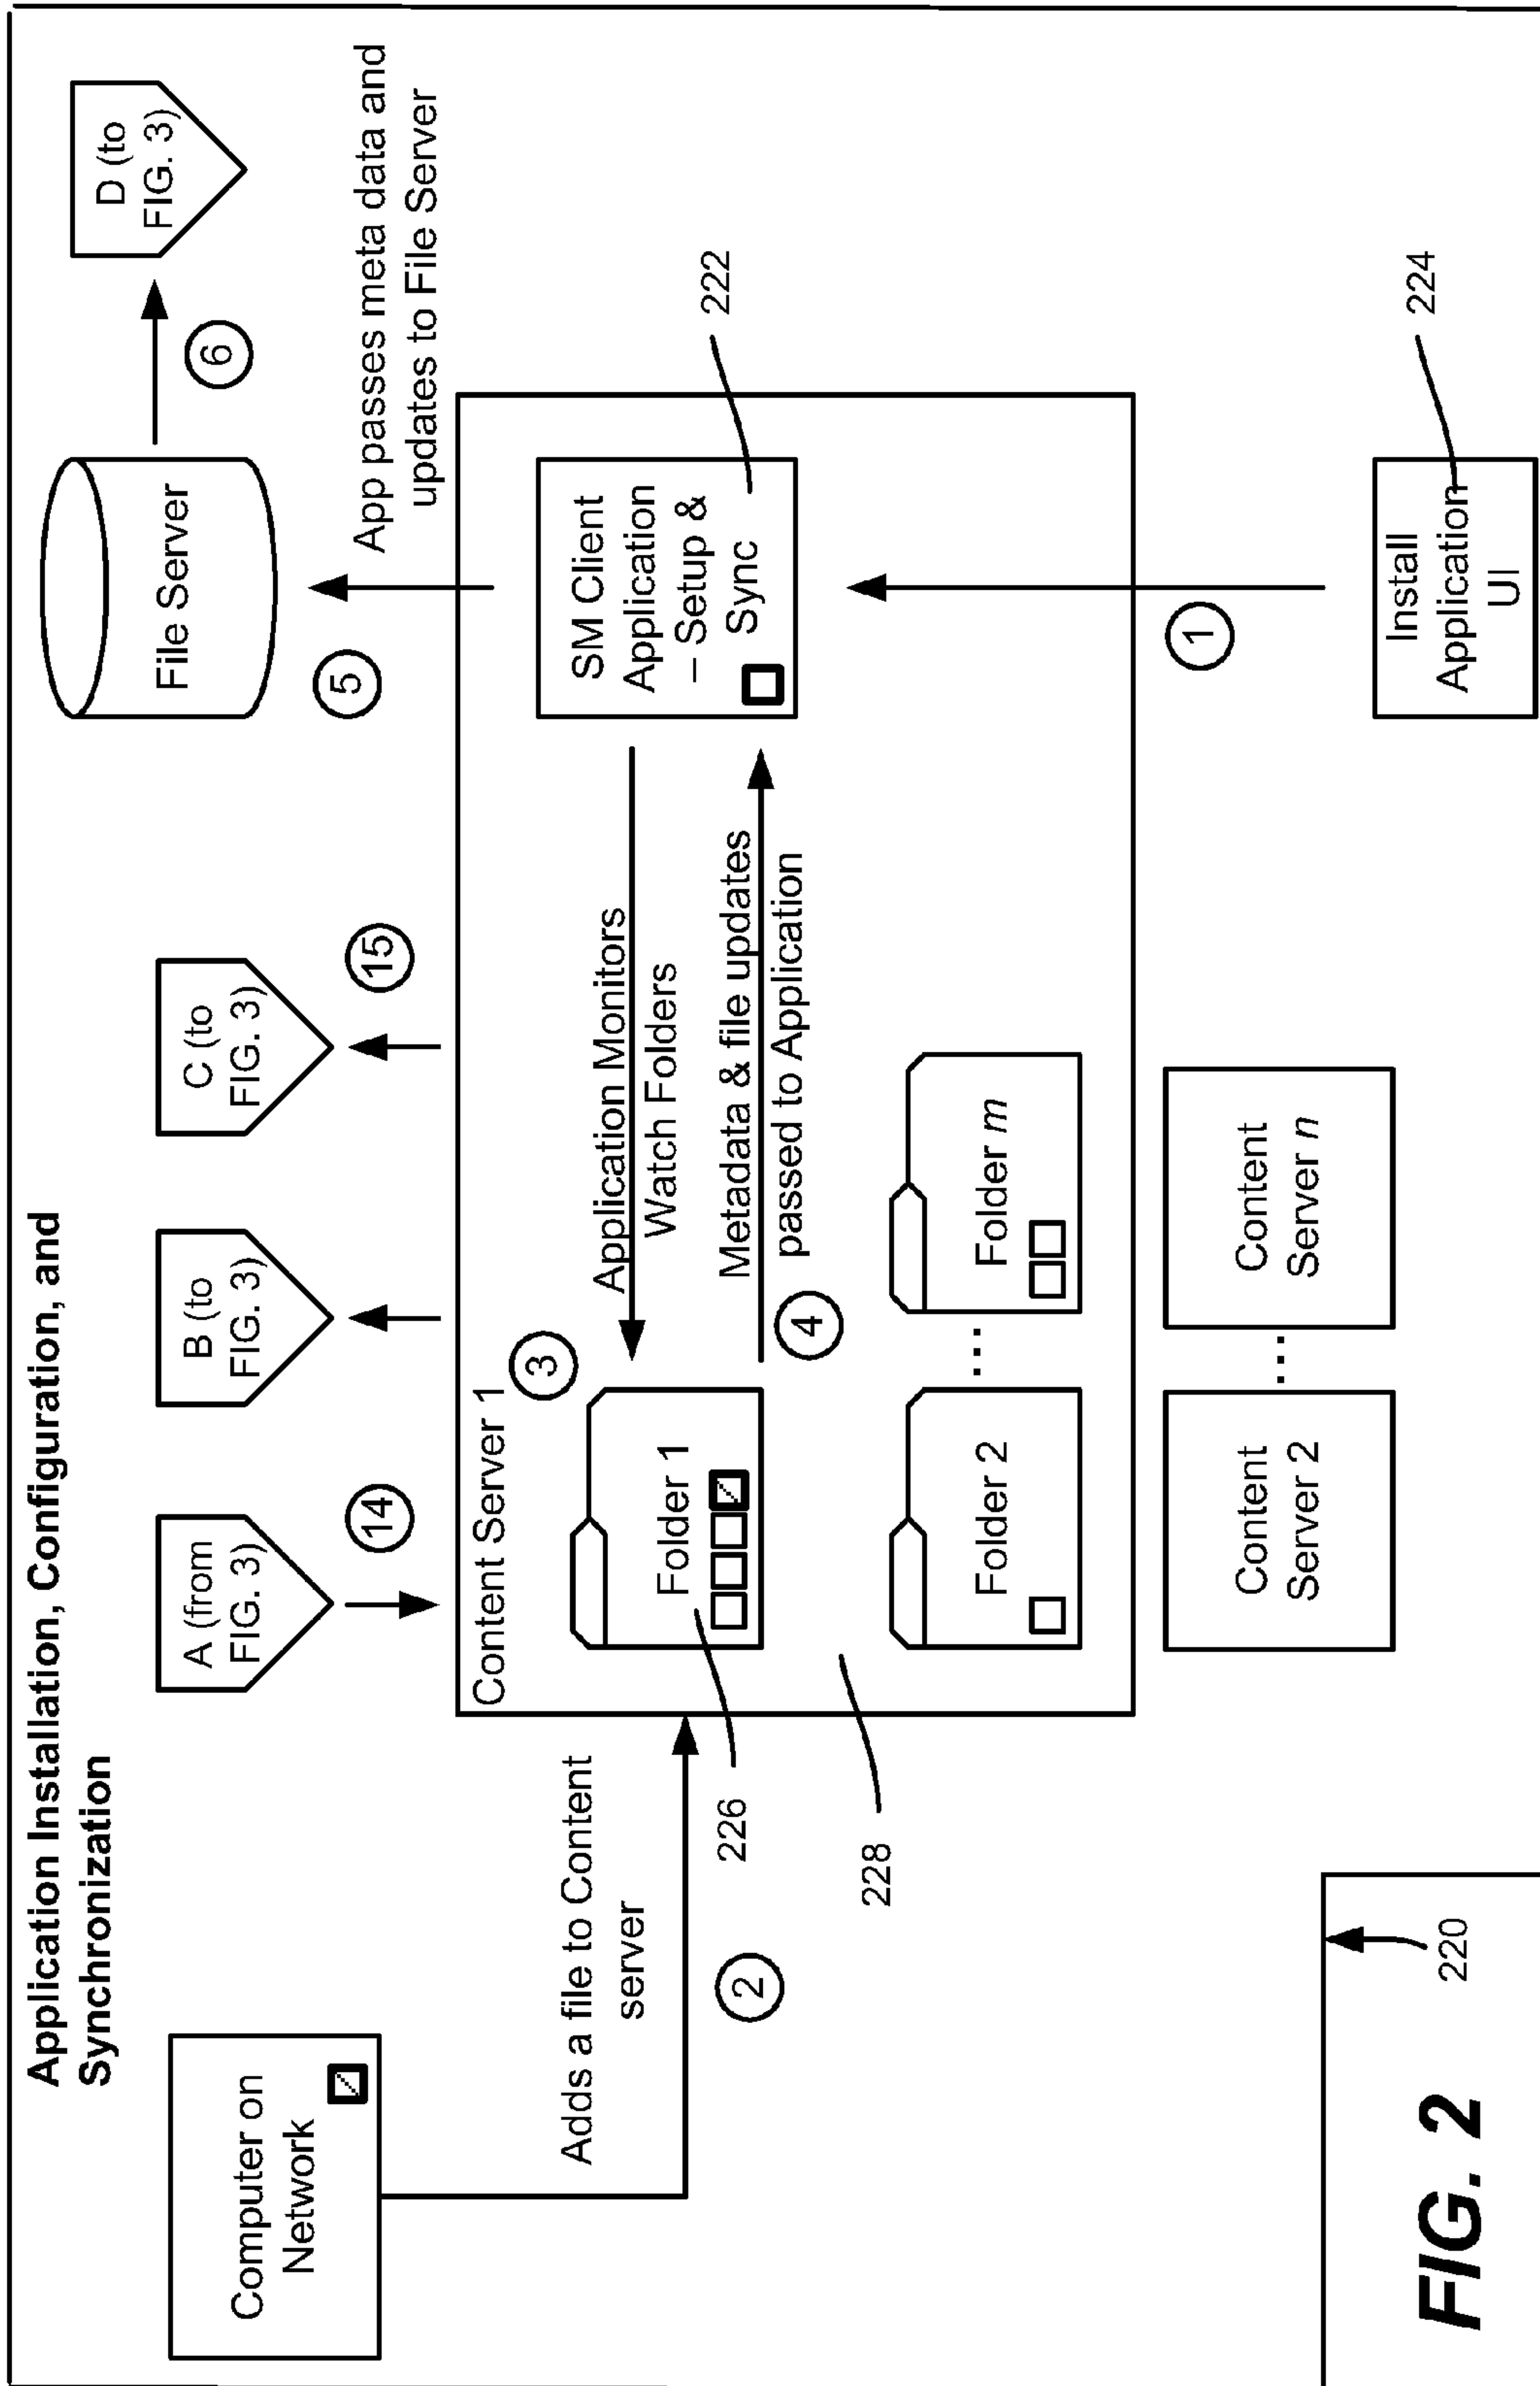 Application Installation, Configuration, and
Synchronization
Computer on
Network
A (from
FIG. 3)
B (to
FIG. 3)
C (to
FIG. 3)
File Server
D (to
FIG. 3)
14
15
5
6
App passes meta data and
updates to File Server
Adds a file to Content
server
2
Content Server 1
3
Folder 1
Application Monitors
Watch Folders
Metadata & file updates
passed to Application
4
SM Client
Application
– Setup &
Sync
222
226
228
Folder 2
...
Folder m
1
Content
Server 2
...
Content
Server n
Install
Application
UI
224
220
FIG. 2